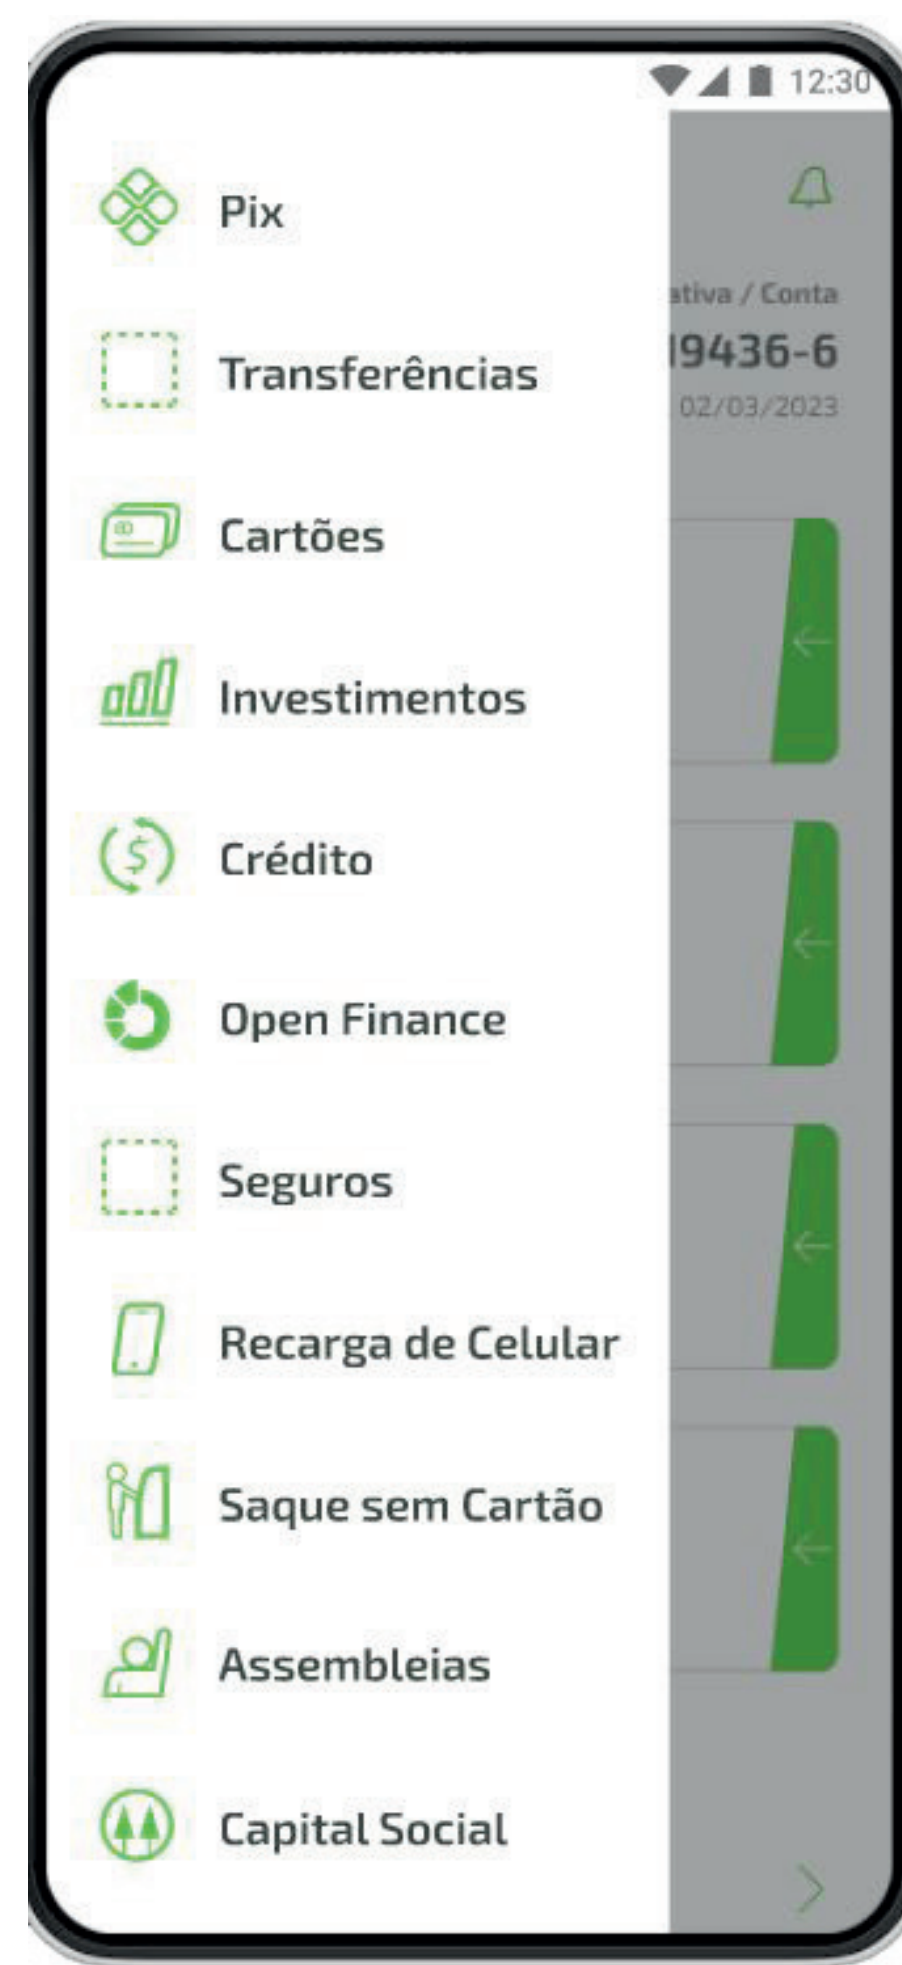 12:30
Pix
ativa / Conta
19436-6
Transferências
02/03/2023
Cartões
Investimentos
Crédito
Open Finance
Seguros
Recarga de Celular
Saque sem Cartão
Assembleias
Capital Social